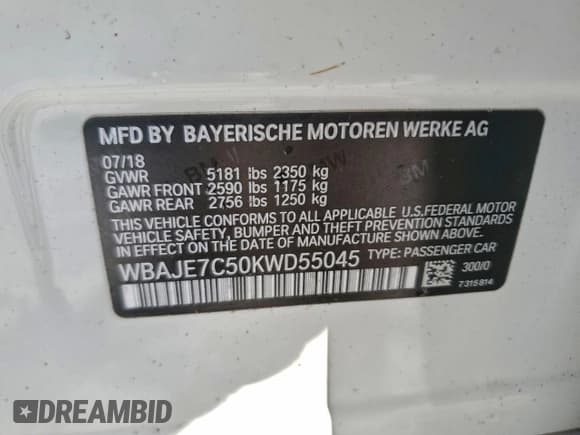 MFD BY BAYERISCHE MOTOREN WERKE AG
07/18
GVWR 5181 lbs 2350 kg
GAWR FRONT 2590 lbs 1175 kg
GAWR REAR 2756 lbs 1250 kg
THIS VEHICLE CONFORMS TO ALL APPLICABLE U.S.FEDERAL MOTOR
VEHICLE SAFETY, BUMPER AND THEFT PREVENTION STANDARDS
IN EFFECT ON THE DATE OF MANUFACTURE SHOWN ABOVE.
WBAJE7C50KWD55045 TYPE: PASSENGER CAR
300/0
7315814
DREAMBID